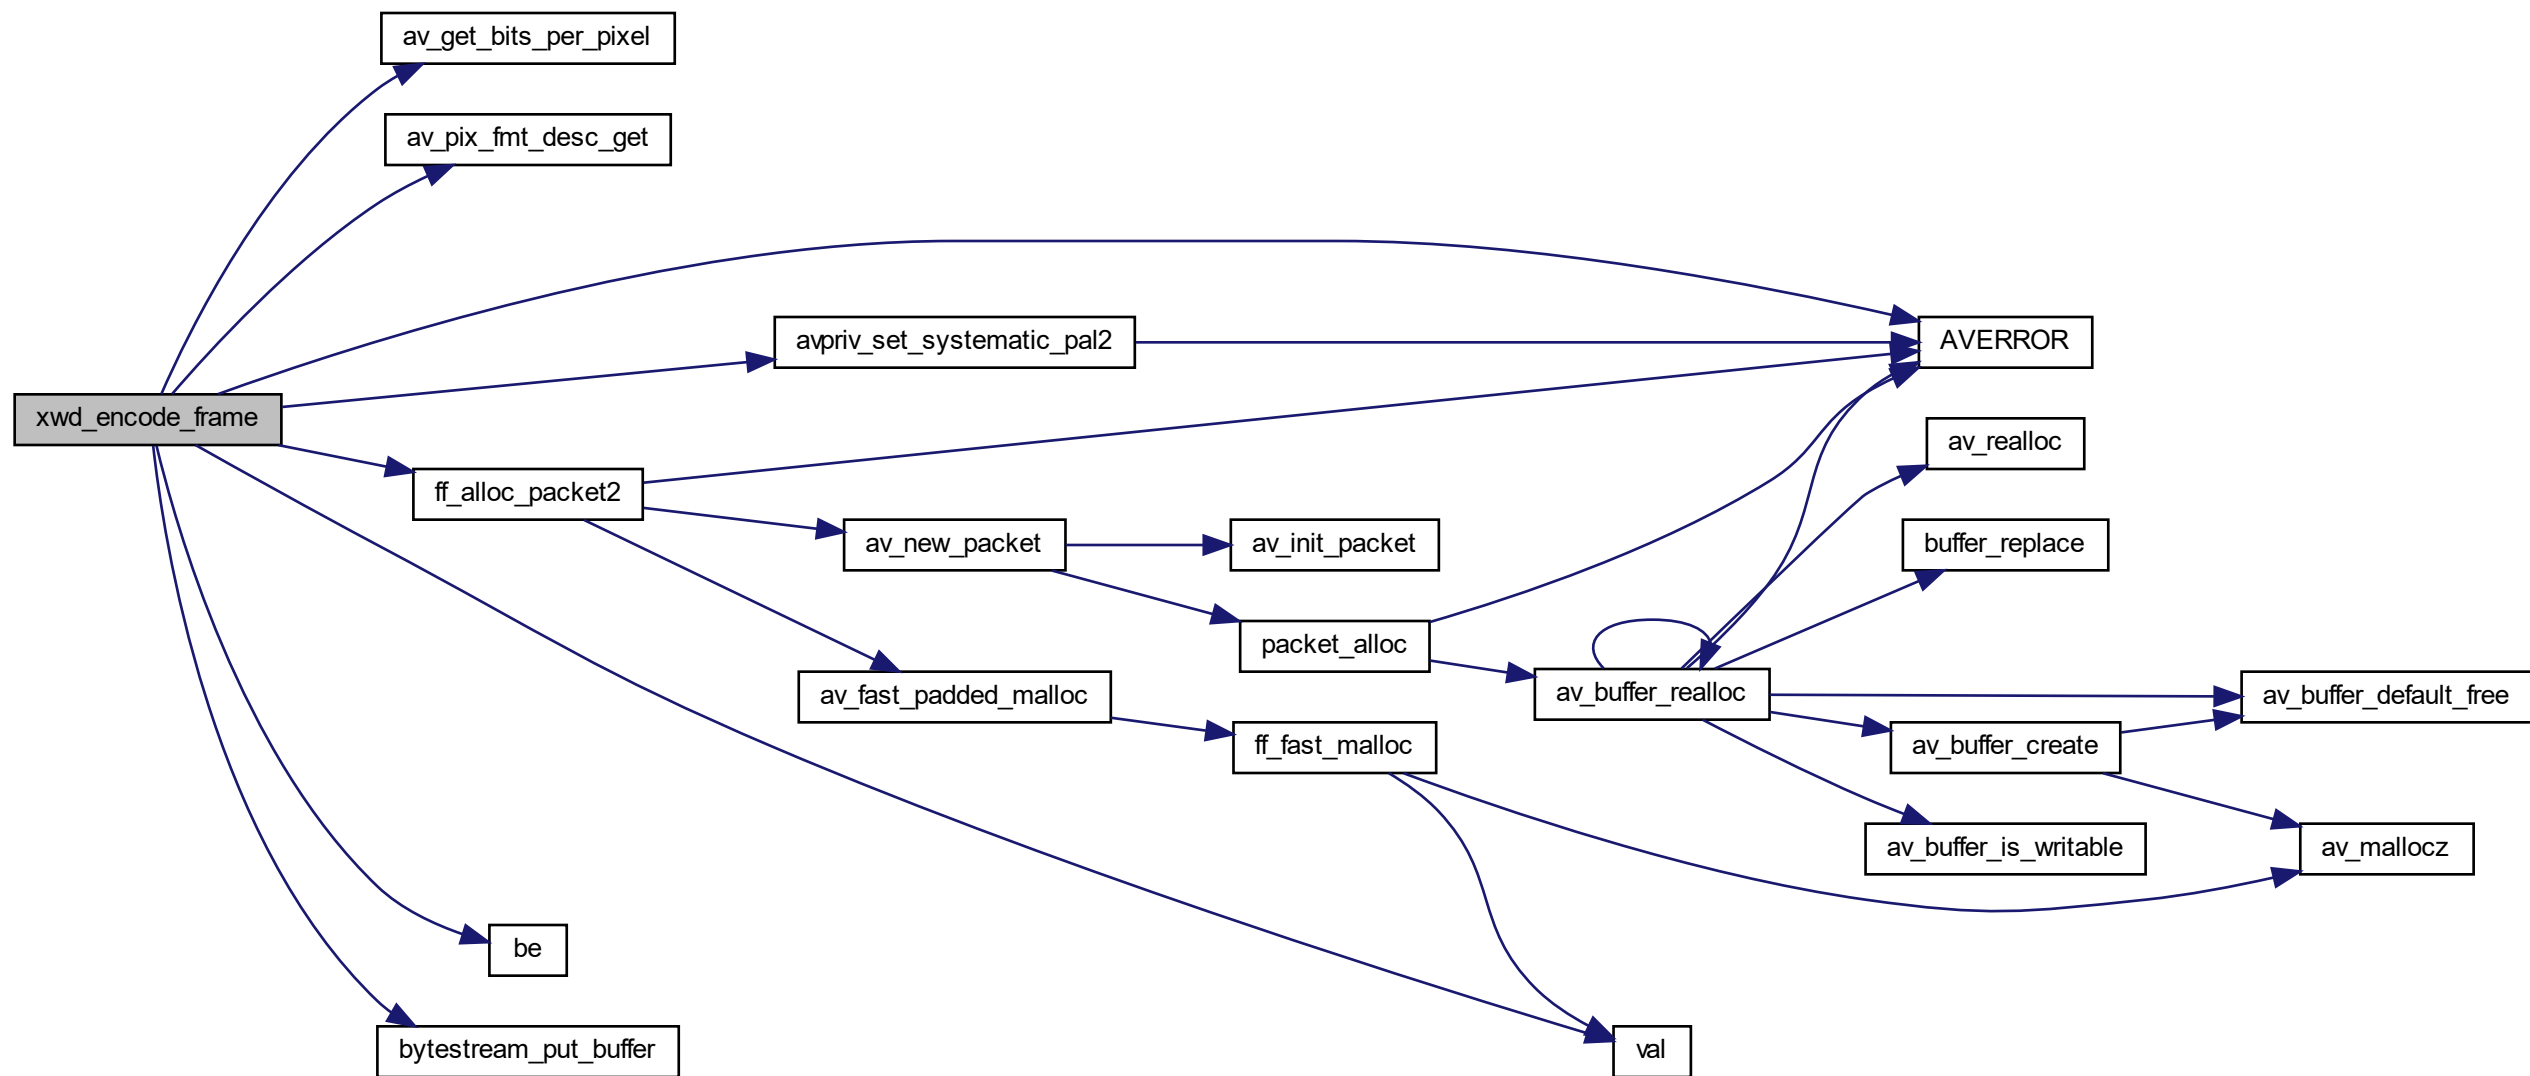 av_get_bits_per_pixel
av_pix_fmt_desc_get
avpriv_set_systematic_pal2
AVERROR
xwd_encode_frame
av_realloc
ff_alloc_packet2
av_new_packet
av_init_packet
buffer_replace
packet_alloc
av_fast_padded_malloc
av_buffer_realloc
av_buffer_default_free
ff_fast_malloc
av_buffer_create
av_buffer_is_writable
av_mallocz
be
bytestream_put_buffer
val